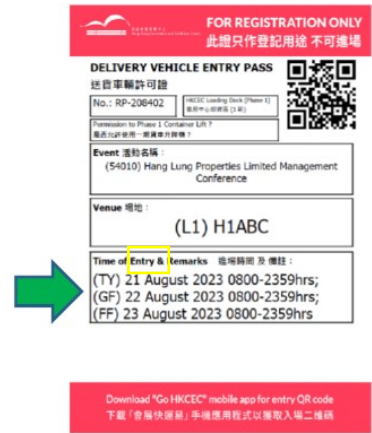 FOR REGISTRATION ONLY
此證只作登記用途 不可進場
DELIVERY VEHICLE ENTRY PASS
送貨車輛許可證
No.: RP-208402
HKCEC Loading Dock (Phase 1)
Permission to Phase 1 Container Lift ?
Event 活動名稱 :
(54010) Hang Lung Properties Limited Management
Conference
Venue 場地 :
(L1) H1ABC
Time of Entry & Remarks 進場時間 及 備註 :
(TY) 21 August 2023 0800-2359hrs;
(GF) 22 August 2023 0800-2359hrs;
(FF) 23 August 2023 0800-2359hrs
Download "Go HKCEC" mobile app for entry QR code
下載「會展快遞易」手機應用程式以獲取入場二維碼